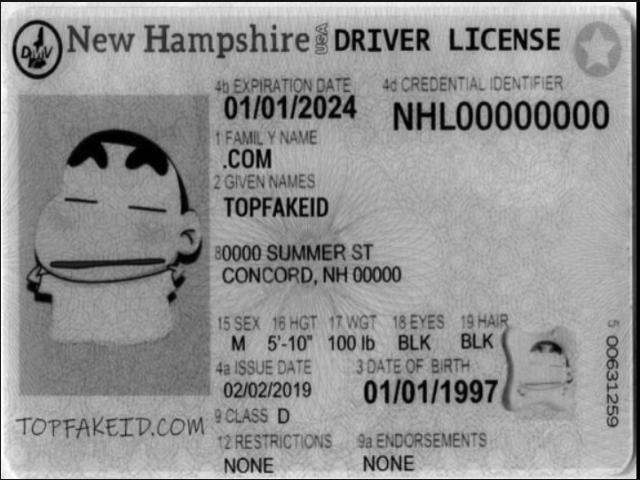 DMV New Hampshire USA DRIVER LICENSE
4b EXPIRATION DATE 4d CREDENTIAL IDENTIFIER
01/01/2024 NHL00000000
1 FAMILY NAME
.COM
2 GIVEN NAMES
TOPFAKEID
80000 SUMMER ST
CONCORD, NH 00000
15 SEX 16 HGT 17 WGT 18 EYES 19 HAIR
M 5'-10" 100 lb BLK BLK
4a ISSUE DATE 3 DATE OF BIRTH
02/02/2019 01/01/1997
9 CLASS D
TOPFAKEID.COM
12 RESTRICTIONS 9a ENDORSEMENTS
NONE NONE
5 00631259